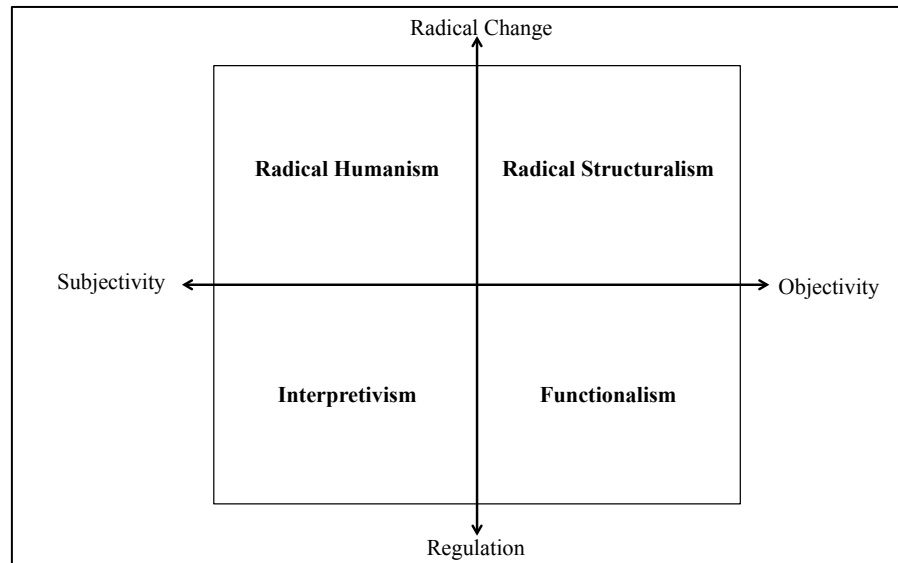 Radical Change
Radical Humanism
Radical Structuralism
Subjectivity
Objectivity
Interpretivism
Functionalism
Regulation